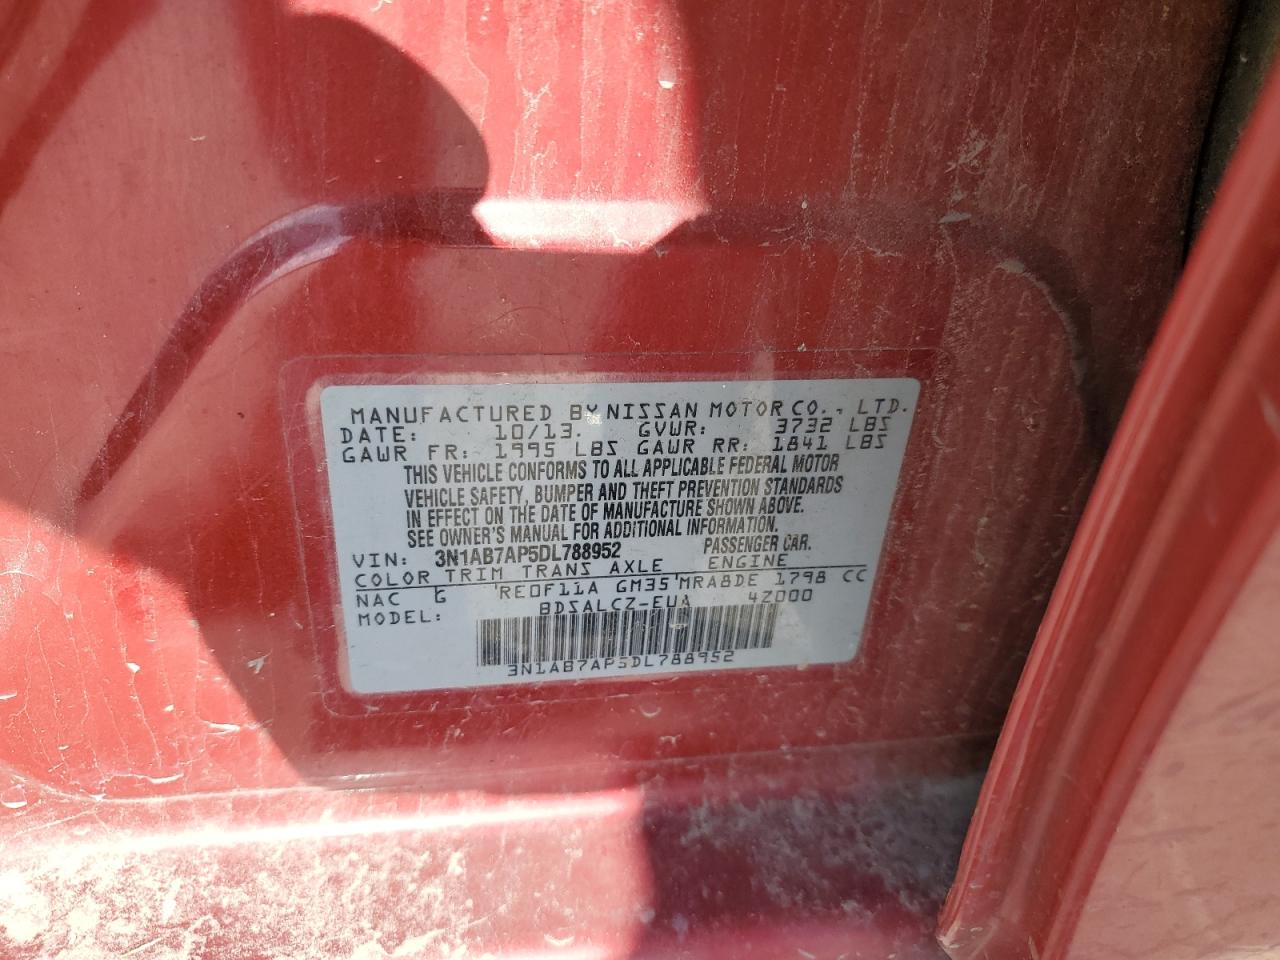 MANUFACTURED BY NISSAN MOTOR CO., LTD.
DATE: 10/13. GVWR: 3732 LBS
GAWR FR: 1995 LBS GAWR RR: 1841 LBS
THIS VEHICLE CONFORMS TO ALL APPLICABLE FEDERAL MOTOR
VEHICLE SAFETY, BUMPER AND THEFT PREVENTION STANDARDS
IN EFFECT ON THE DATE OF MANUFACTURE SHOWN ABOVE.
SEE OWNER'S MANUAL FOR ADDITIONAL INFORMATION.
VIN: 3N1AB7AP5DL788952 PASSENGER CAR.
COLOR TRIM TRANS AXLE ENGINE
NAC G RE0F11A GM35 MRA8DE 1798 CC
MODEL: BDSALCZ-EUA 4Z000
3N1AB7AP5DL788952